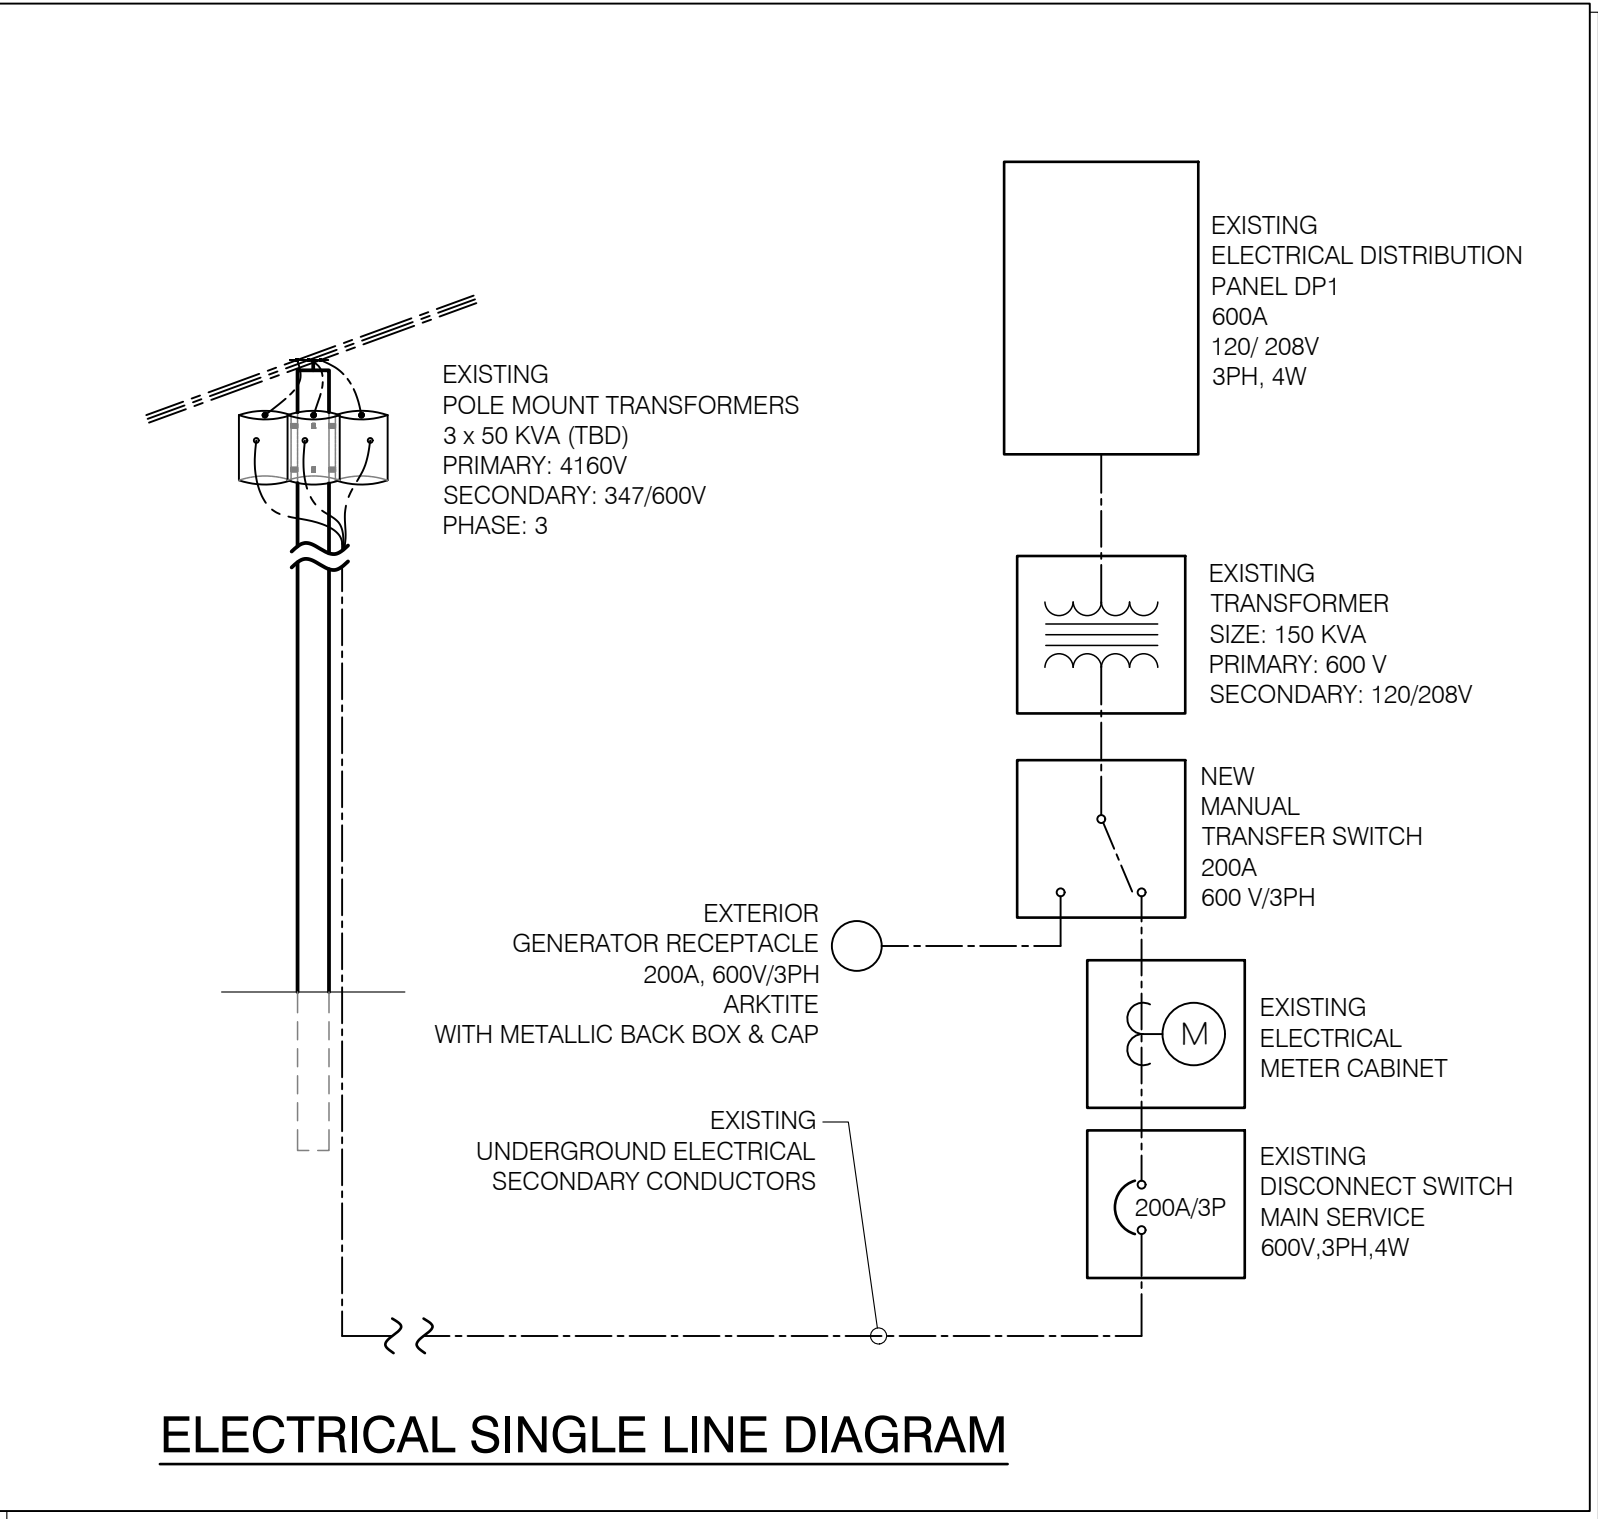 EXISTING
ELECTRICAL DISTRIBUTION
PANEL DP1
600A
120/ 208V
3PH, 4W
EXISTING
POLE MOUNT TRANSFORMERS
3 x 50 KVA (TBD)
PRIMARY: 4160V
SECONDARY: 347/600V
PHASE: 3
EXISTING
TRANSFORMER
SIZE: 150 KVA
PRIMARY: 600 V
SECONDARY: 120/208V
NEW
MANUAL
TRANSFER SWITCH
200A
600 V/3PH
EXTERIOR
GENERATOR RECEPTACLE
200A, 600V/3PH
ARKTITE
WITH METALLIC BACK BOX & CAP
M
EXISTING
ELECTRICAL
METER CABINET
EXISTING
UNDERGROUND ELECTRICAL
SECONDARY CONDUCTORS
200A/3P
EXISTING
DISCONNECT SWITCH
MAIN SERVICE
600V,3PH,4W
ELECTRICAL SINGLE LINE DIAGRAM